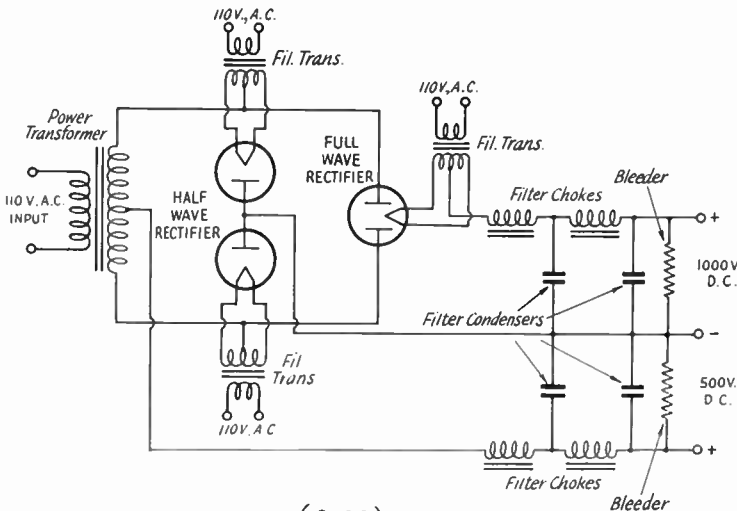 110V., A.C.
Fil. Trans.
110V, A.C.
Power
Transformer
Fil. Trans.
FULL
WAVE
RECTIFIER
Bleeder
Filter Chokes
110 V. A.C.
INPUT
HALF
WAVE
RECTIFIER
+
1000V.
D.C.
Filter Condensers
-
Fil
Trans
500V.
D.C.
110V, A.C
+
Filter Chokes
Bleeder